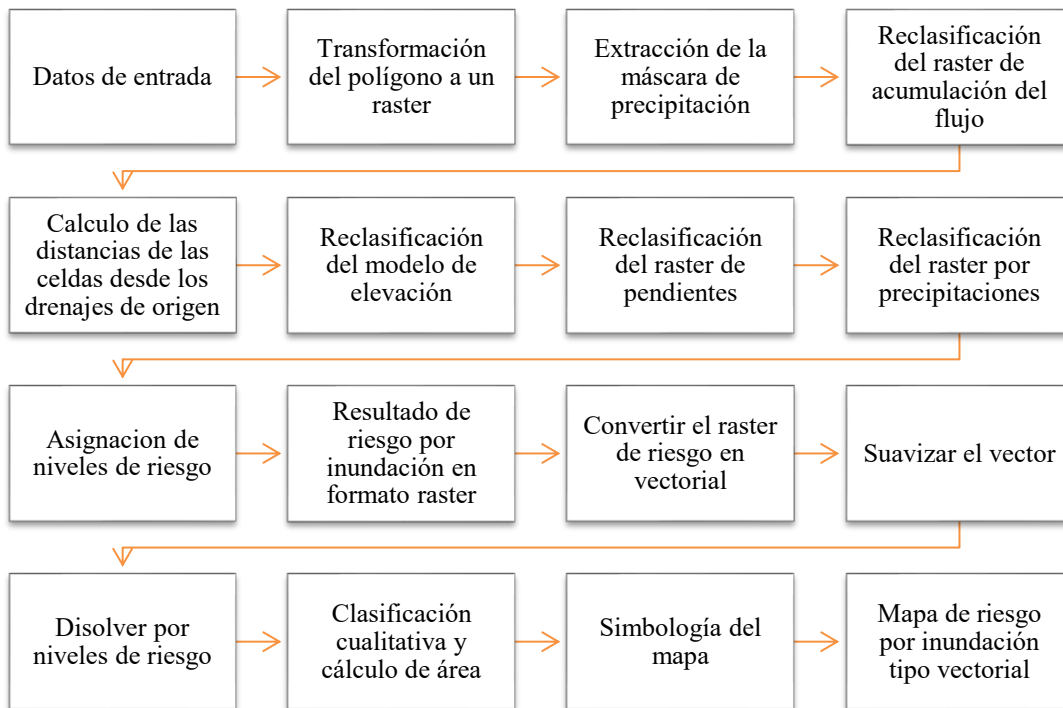 Datos de entrada
Transformación
del polígono a un
raster
Extracción de la
máscara de
precipitación
Reclasificación
del raster de
acumulación del
flujo
Calculo de las
distancias de las
celdas desde los
drenajes de origen
Reclasificación
del modelo de
elevación
Reclasificación
del raster de
pendientes
Reclasificación
del raster por
precipitaciones
Asignacion de
niveles de riesgo
Resultado de
riesgo por
inundación en
formato raster
Convertir el raster
de riesgo en
vectorial
Suavizar el vector
Disolver por
niveles de riesgo
Clasificación
cualitativa y
cálculo de área
Simbología del
mapa
Mapa de riesgo
por inundación
tipo vectorial